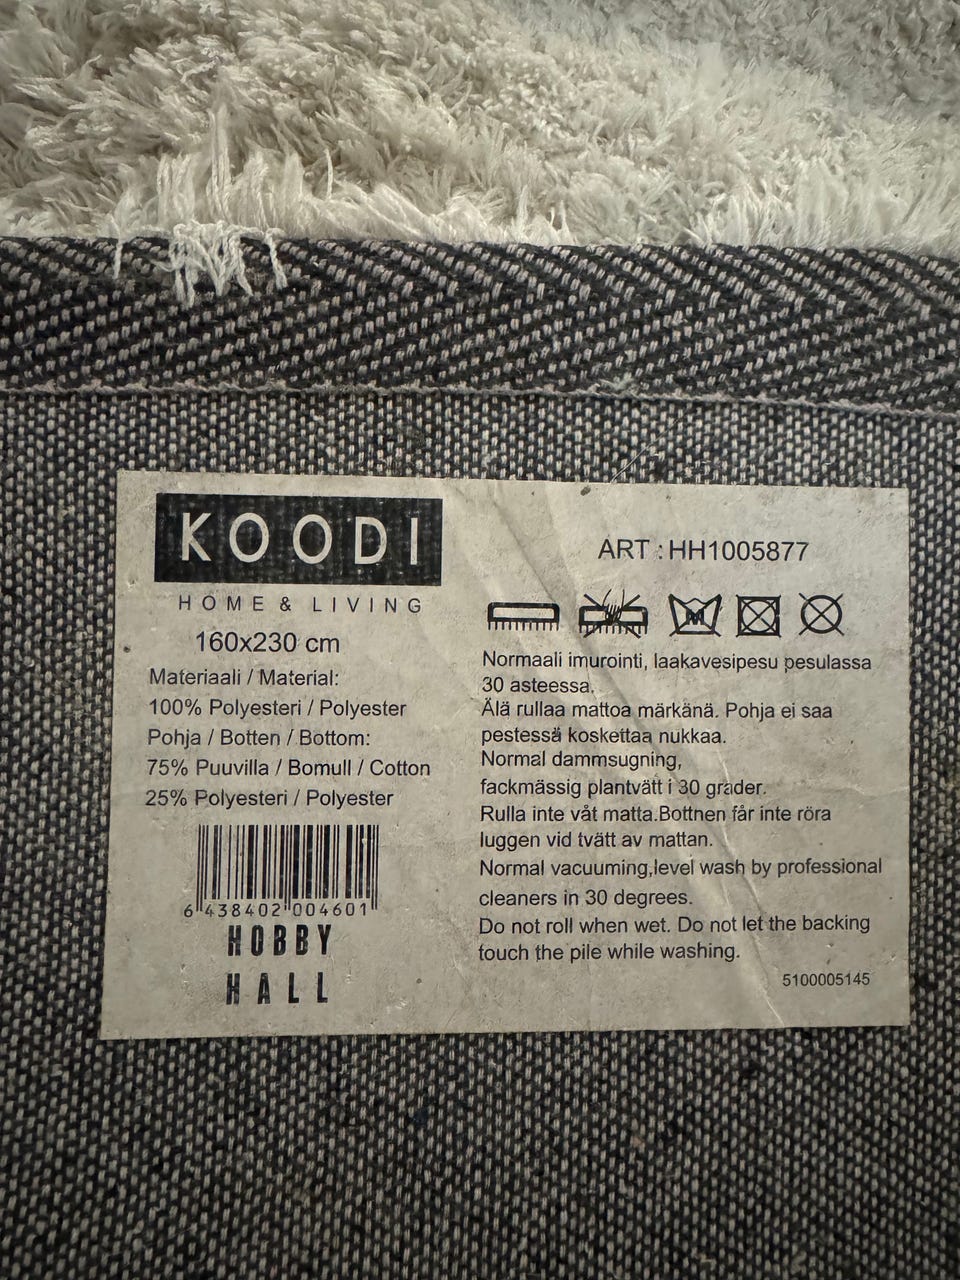 KOODI
HOME & LIVING
160x230 cm
Materiaali / Material:
100% Polyesteri / Polyester
Pohja / Botten / Bottom:
75% Puuvilla / Bomull / Cotton
25% Polyesteri / Polyester
6 438402 004601
HOBBY
HALL
ART : HH1005877
M
Normaali imurointi, laakavesipesu pesulassa
30 asteessa.
Älä rullaa mattoa märkänä. Pohja ei saa
pestessä koskettaa nukkaa.
Normal dammsugning,
fackmässig plantvätt i 30 grader.
Rulla inte våt matta.Bottnen får inte röra
luggen vid tvätt av mattan.
Normal vacuuming,level wash by professional
cleaners in 30 degrees.
Do not roll when wet. Do not let the backing
touch the pile while washing.
5100005145